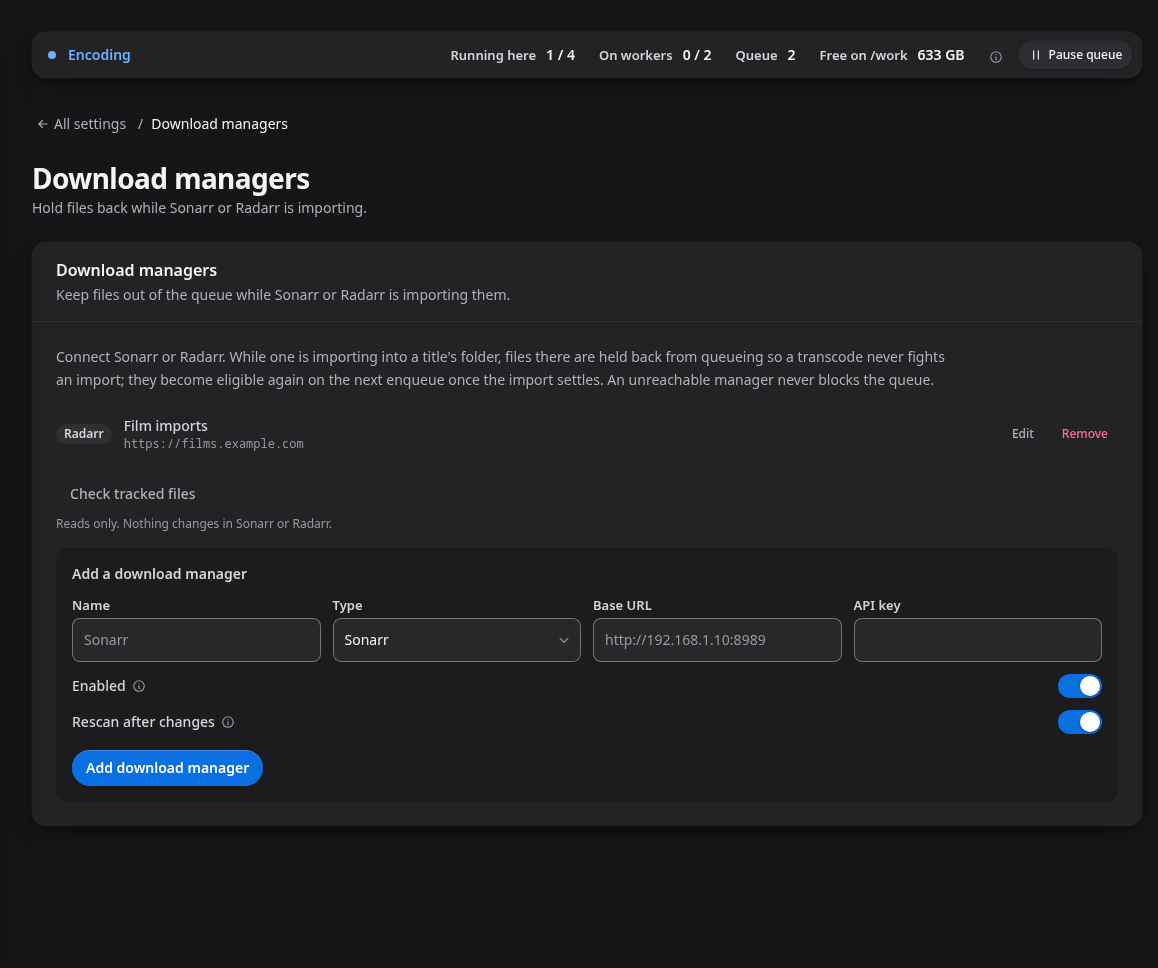 Encoding
Running here 1 / 4 On workers 0 / 2 Queue 2 Free on /work 633 GB Pause queue
← All settings / Download managers
Download managers
Hold files back while Sonarr or Radarr is importing.
Download managers
Keep files out of the queue while Sonarr or Radarr is importing them.
Connect Sonarr or Radarr. While one is importing into a title's folder, files there are held back from queueing so a transcode never fights
an import; they become eligible again on the next enqueue once the import settles. An unreachable manager never blocks the queue.
Radarr Film imports Edit Remove
https://films.example.com
Check tracked files
Reads only. Nothing changes in Sonarr or Radarr.
Add a download manager
Name Type Base URL API key
Sonarr Sonarr http://192.168.1.10:8989
Enabled
Rescan after changes
Add download manager